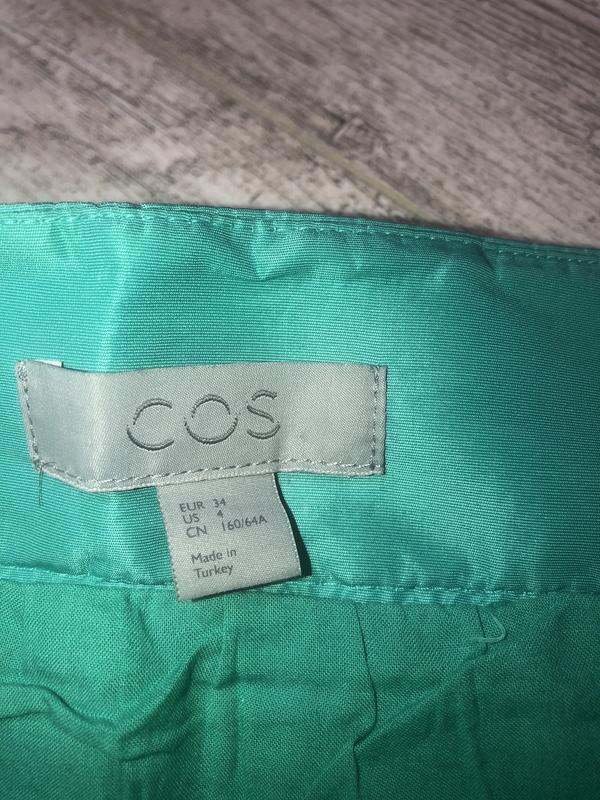 COS
EUR 34
US 4
CN 160/64A
Made in
Turkey